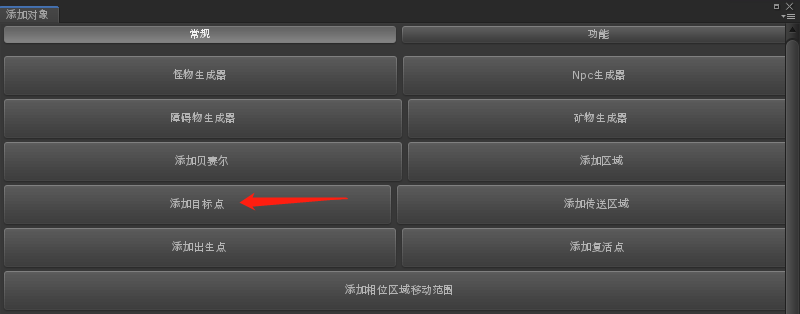 添加对象
常规 功能
怪物生成器 Npc生成器
障碍物生成器 矿物生成器
添加贝赛尔 添加区域
添加目标点 添加传送区域
添加出生点 添加复活点
添加相位区域移动范围